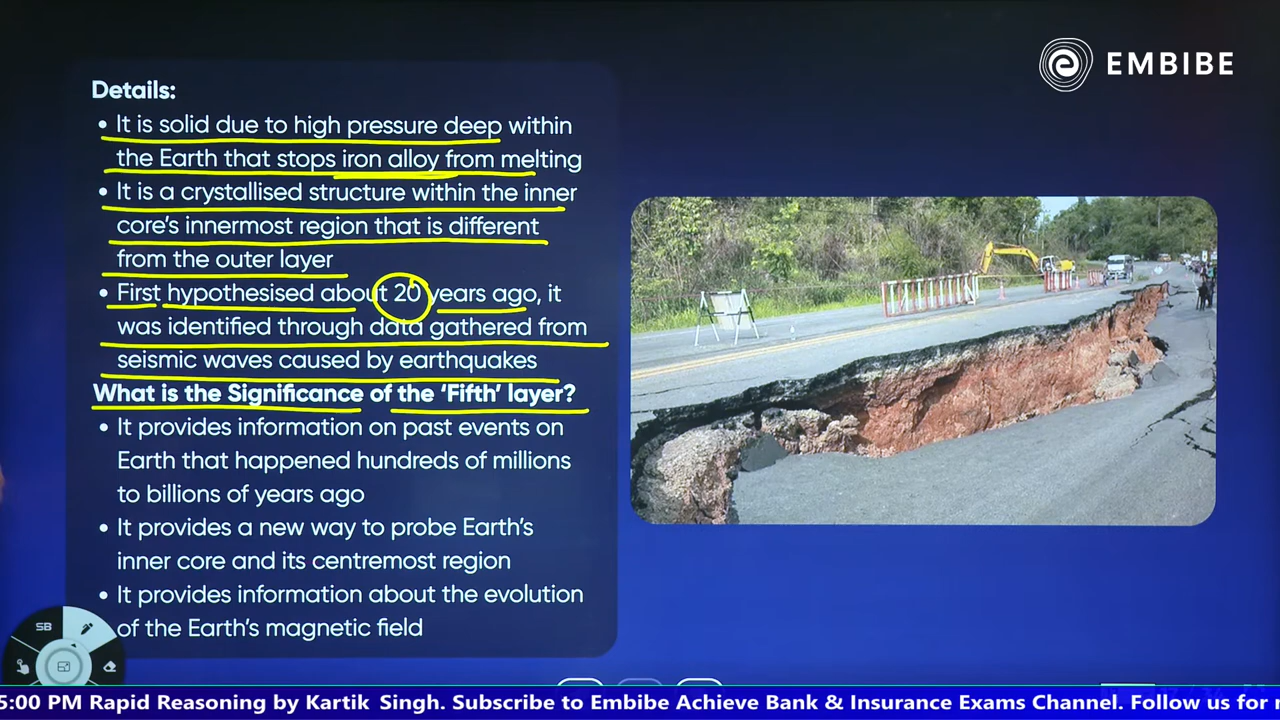 EMBIBE
Details:
• It is solid due to high pressure deep within
the Earth that stops iron alloy from melting
• It is a crystallised structure within the inner
core's innermost region that is different
from the outer layer
• First hypothesised about 20 years ago, it
was identified through data gathered from
seismic waves caused by earthquakes
What is the Significance of the 'Fifth' layer?
• It provides information on past events on
Earth that happened hundreds of millions
to billions of years ago
• It provides a new way to probe Earth's
inner core and its centremost region
• It provides information about the evolution
of the Earth's magnetic field
SB
5:00 PM Rapid Reasoning by Kartik Singh. Subscribe to Embibe Achieve Bank & Insurance Exams Channel. Follow us for